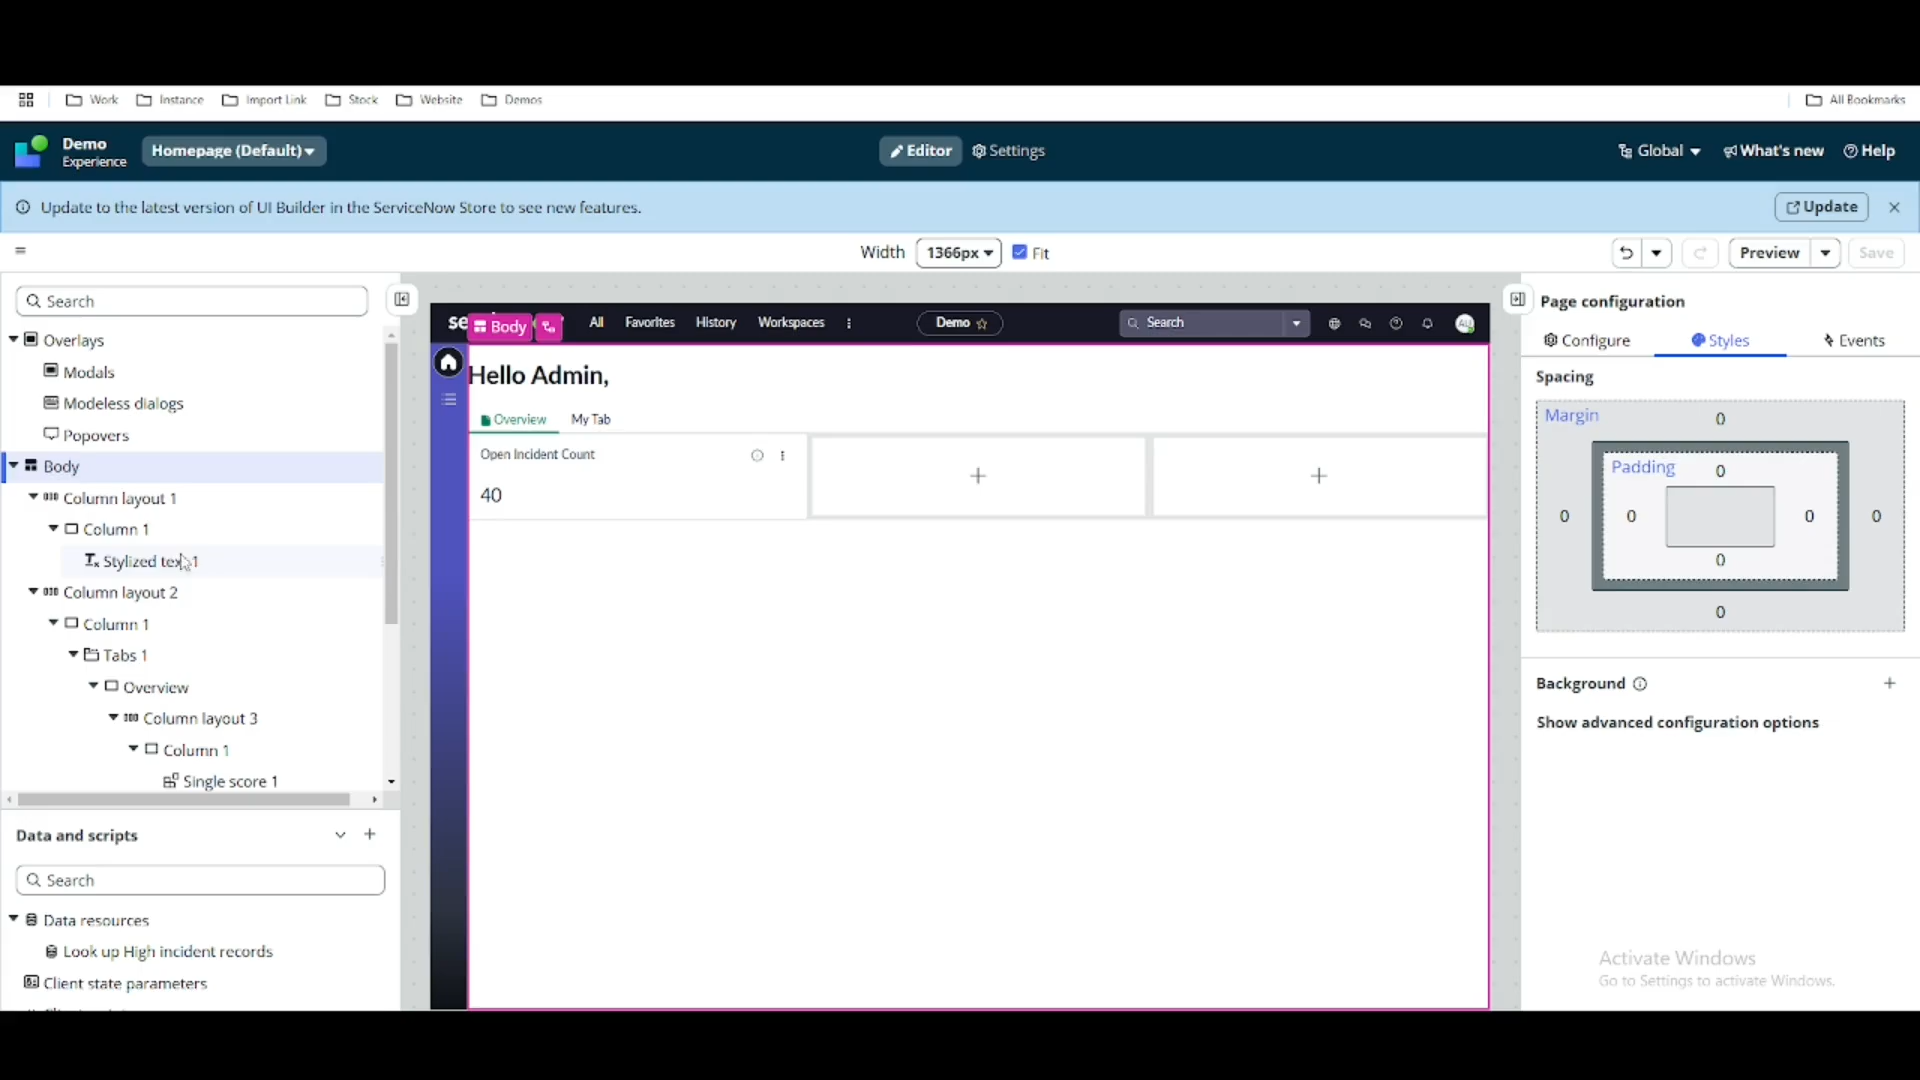 Work Instance Import Link Stock Website Demos All Bookmarks
Demo
Experience
Homepage (Default)
Editor Settings
Global What's new Help
Update to the latest version of UI Builder in the ServiceNow Store to see new features.
Update
Width 1366px Fit
Preview Save
Search
Overlays
Modals
Modeless dialogs
Popovers
Body
Column layout 1
Column 1
Stylized text 1
Column layout 2
Column 1
Tabs 1
Overview
Column layout 3
Column 1
Single score 1
Data and scripts
Search
Data resources
Look up High incident records
Client state parameters
se Body All Favorites History Workspaces Demo Search AU
Hello Admin,
Overview My Tab
Open Incident Count
40
Page configuration
Configure Styles Events
Spacing
Margin 0
Padding 0
0 0 0 0
0
0
Background
Show advanced configuration options
Activate Windows
Go to Settings to activate Windows.